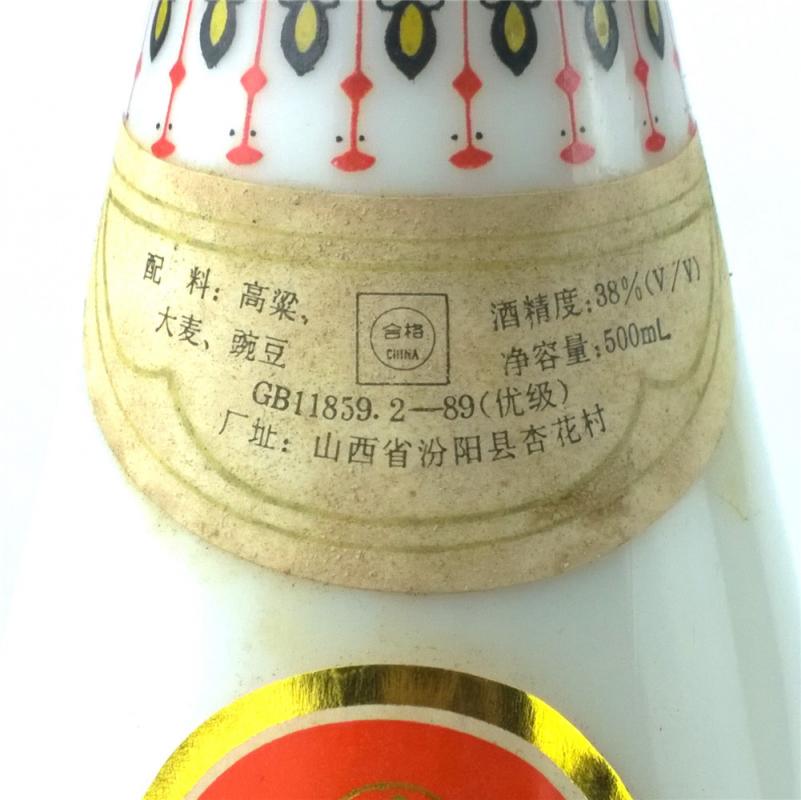 配 料：高粱、
大麦、豌豆
合格
CHINA
酒精度：38%(V/V)
净容量：500mL
GB11859.2—89(优级)
厂址：山西省汾阳县杏花村